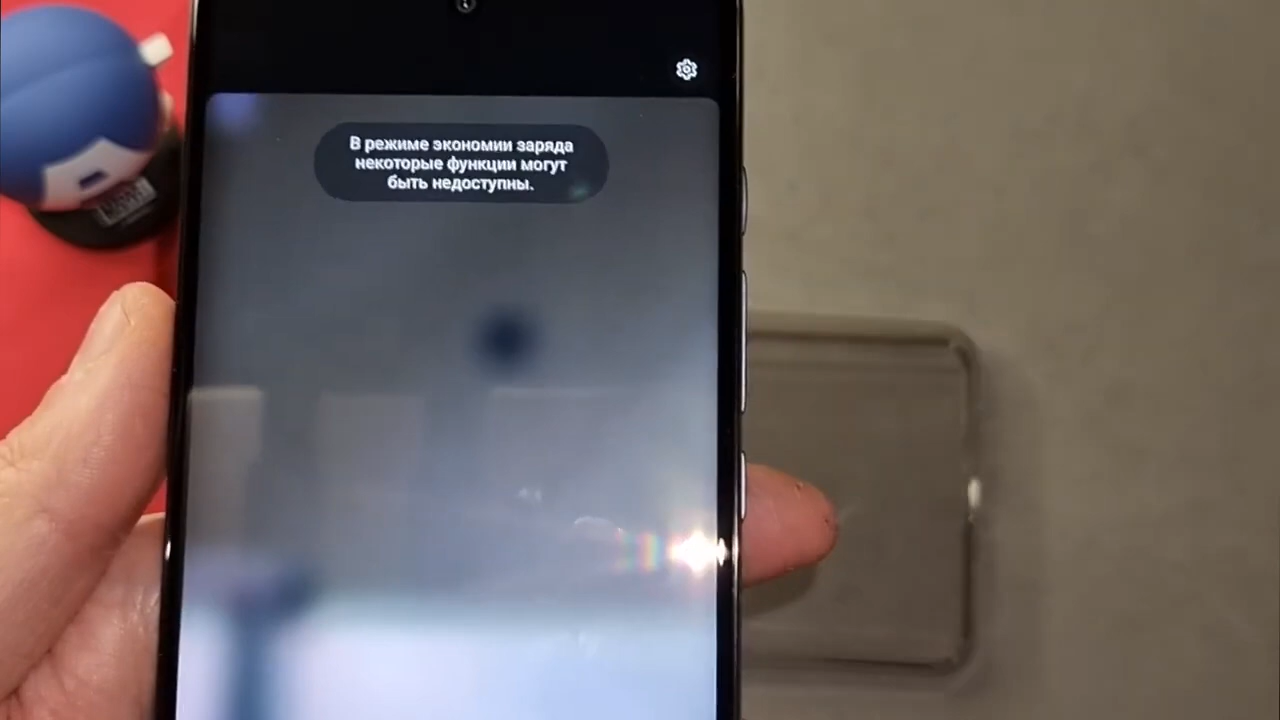 В режиме экономии заряда
некоторые функции могут
быть недоступны.